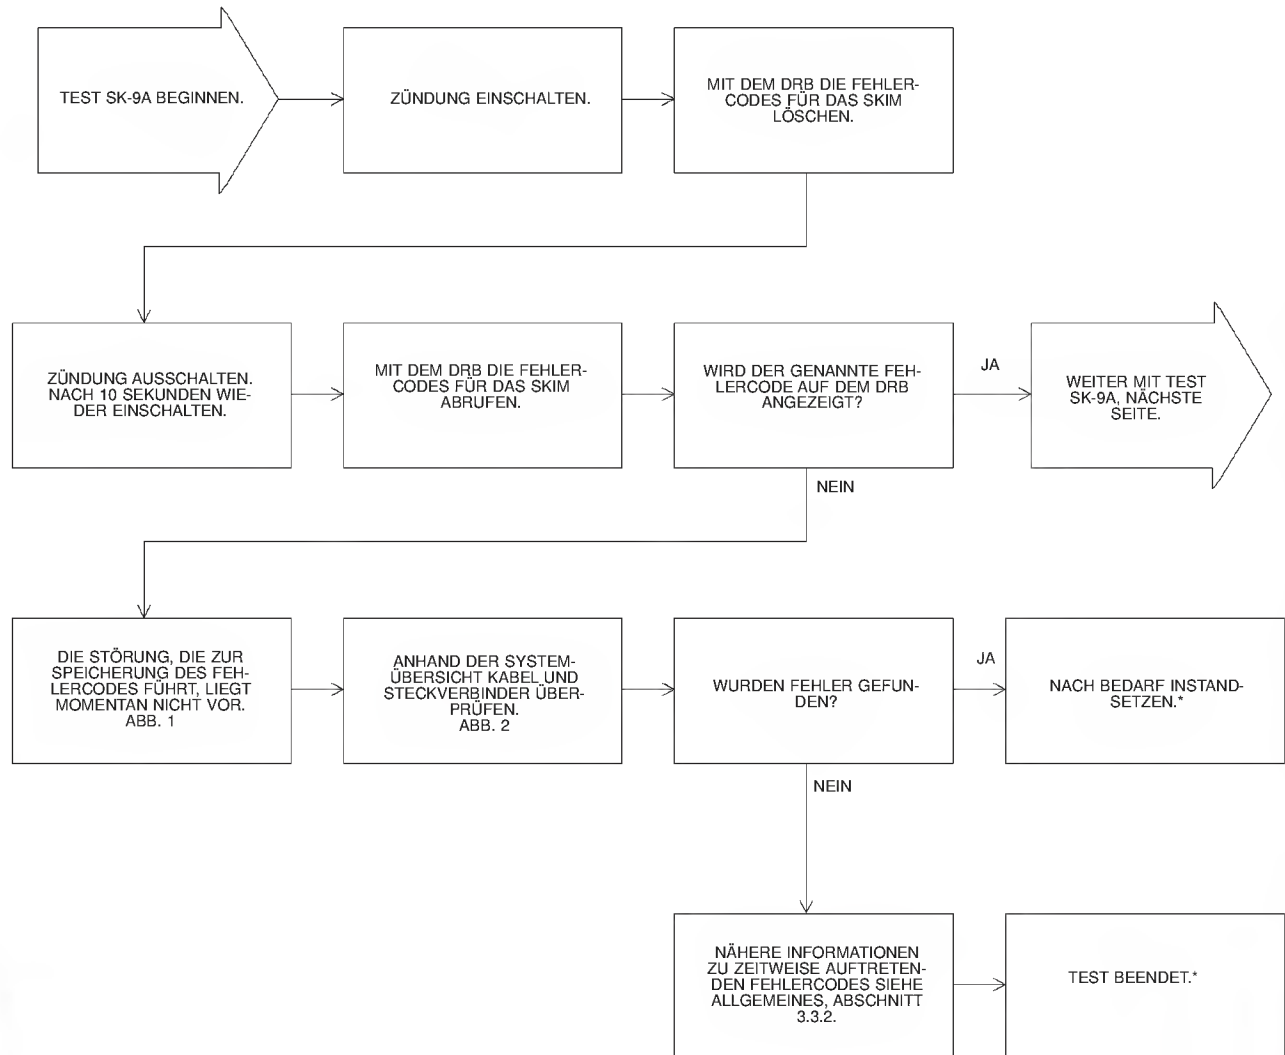 TEST SK-9A BEGINNEN.
ZÜNDUNG EINSCHALTEN.
MIT DEM DRB DIE FEHLER-
CODES FÜR DAS SKIM
LÖSCHEN.
ZÜNDUNG AUSSCHALTEN.
NACH 10 SEKUNDEN WIE-
DER EINSCHALTEN.
MIT DEM DRB DIE FEHLER-
CODES FÜR DAS SKIM
ABRUFEN.
WIRD DER GENANNTE FEH-
LERCODE AUF DEM DRB
ANGEZEIGT?
JA
WEITER MIT TEST
SK-9A, NÄCHSTE
SEITE.
NEIN
DIE STÖRUNG, DIE ZUR
SPEICHERUNG DES FEH-
LERCODES FÜHRT, LIEGT
MOMENTAN NICHT VOR.
ABB. 1
ANHAND DER SYSTEM-
ÜBERSICHT KABEL UND
STECKVERBINDER ÜBER-
PRÜFEN.
ABB. 2
WURDEN FEHLER GEFUN-
DEN?
JA
NACH BEDARF INSTAND-
SETZEN.*
NEIN
NÄHERE INFORMATIONEN
ZU ZEITWEISE AUFTRETEN-
DEN FEHLERCODES SIEHE
ALLGEMEINES, ABSCHNITT
3.3.2.
TEST BEENDET.*